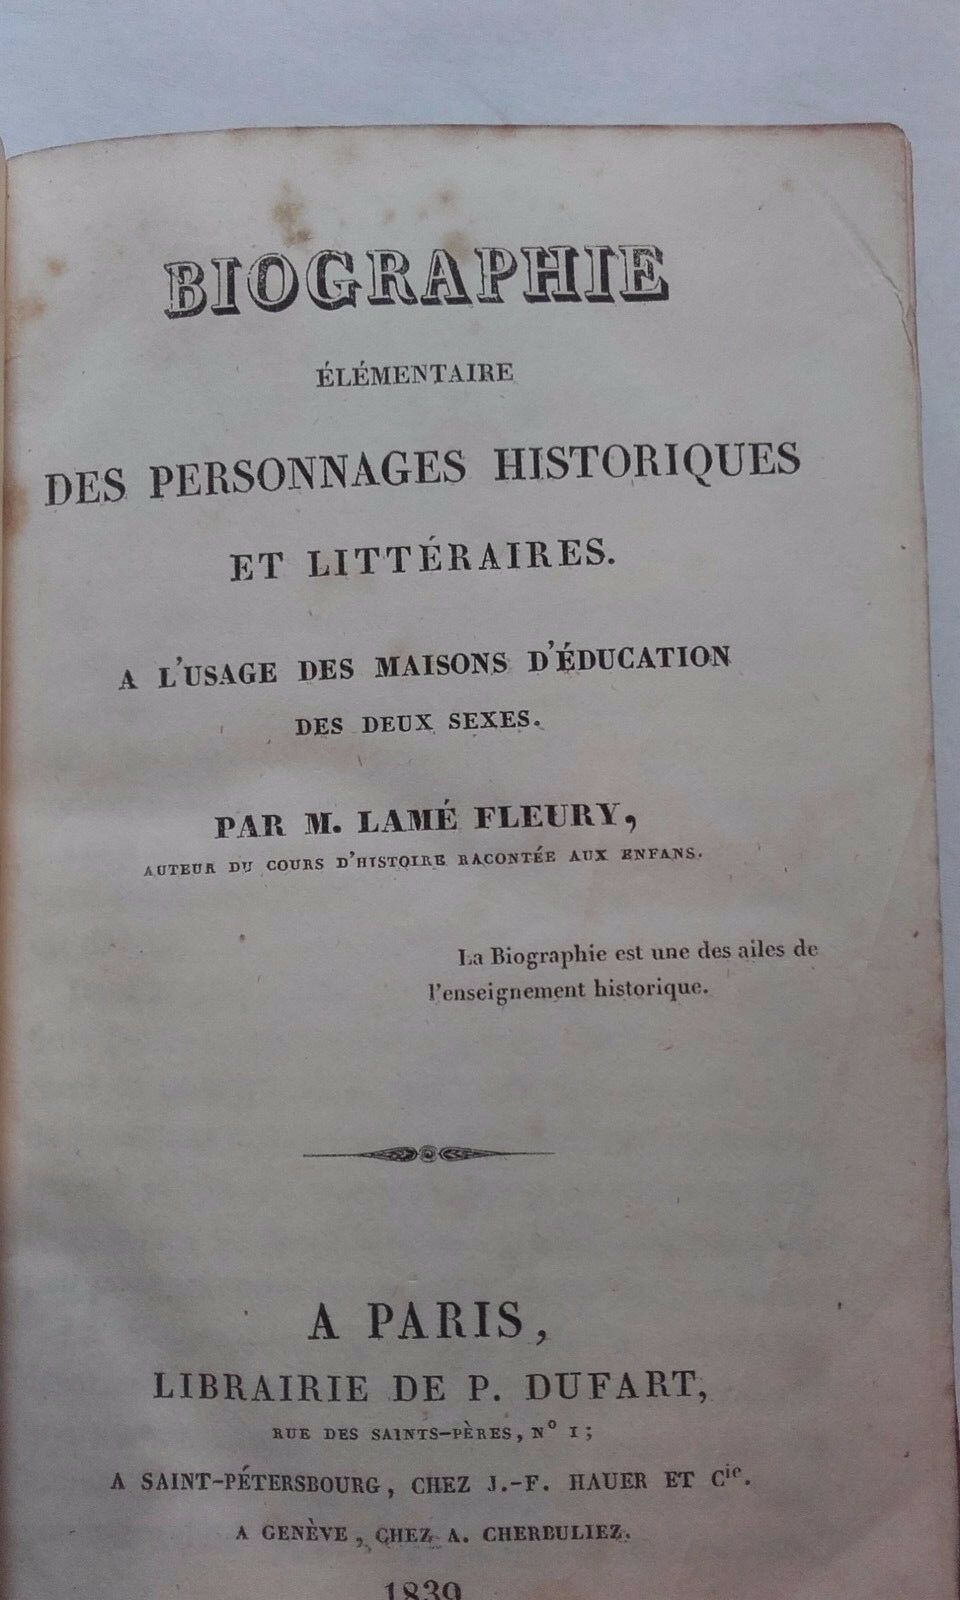 BIOGRAPHIE
ÉLÉMENTAIRE
DES PERSONNAGES HISTORIQUES
ET LITTÉRAIRES.
A L'USAGE DES MAISONS D'ÉDUCATION
DES DEUX SEXES.
PAR M. LAMÉ FLEURY,
AUTEUR DU COURS D'HISTOIRE RACONTÉE AUX ENFANS.
La Biographie est une des ailes de
l'enseignement historique.
A PARIS,
LIBRAIRIE DE P. DUFART,
RUE DES SAINTS-PÈRES, N° 1;
A SAINT-PÉTERSBOURG, CHEZ J.-F. HAUER ET Cie.
A GENÈVE, CHEZ A. CHERBULIEZ.
1839